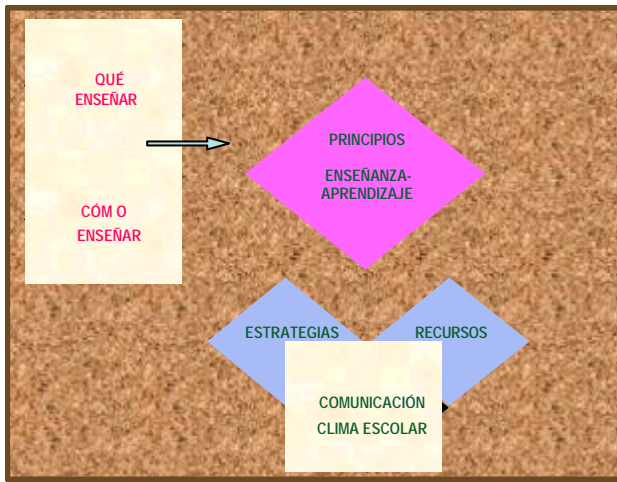 QUÉ
ENSEÑAR
CÓM O
ENSEÑAR
PRINCIPIOS
ENSEÑANZA-
APRENDIZAJE
ESTRATEGIAS
RECURSOS
COMUNICACIÓN
CLIMA ESCOLAR